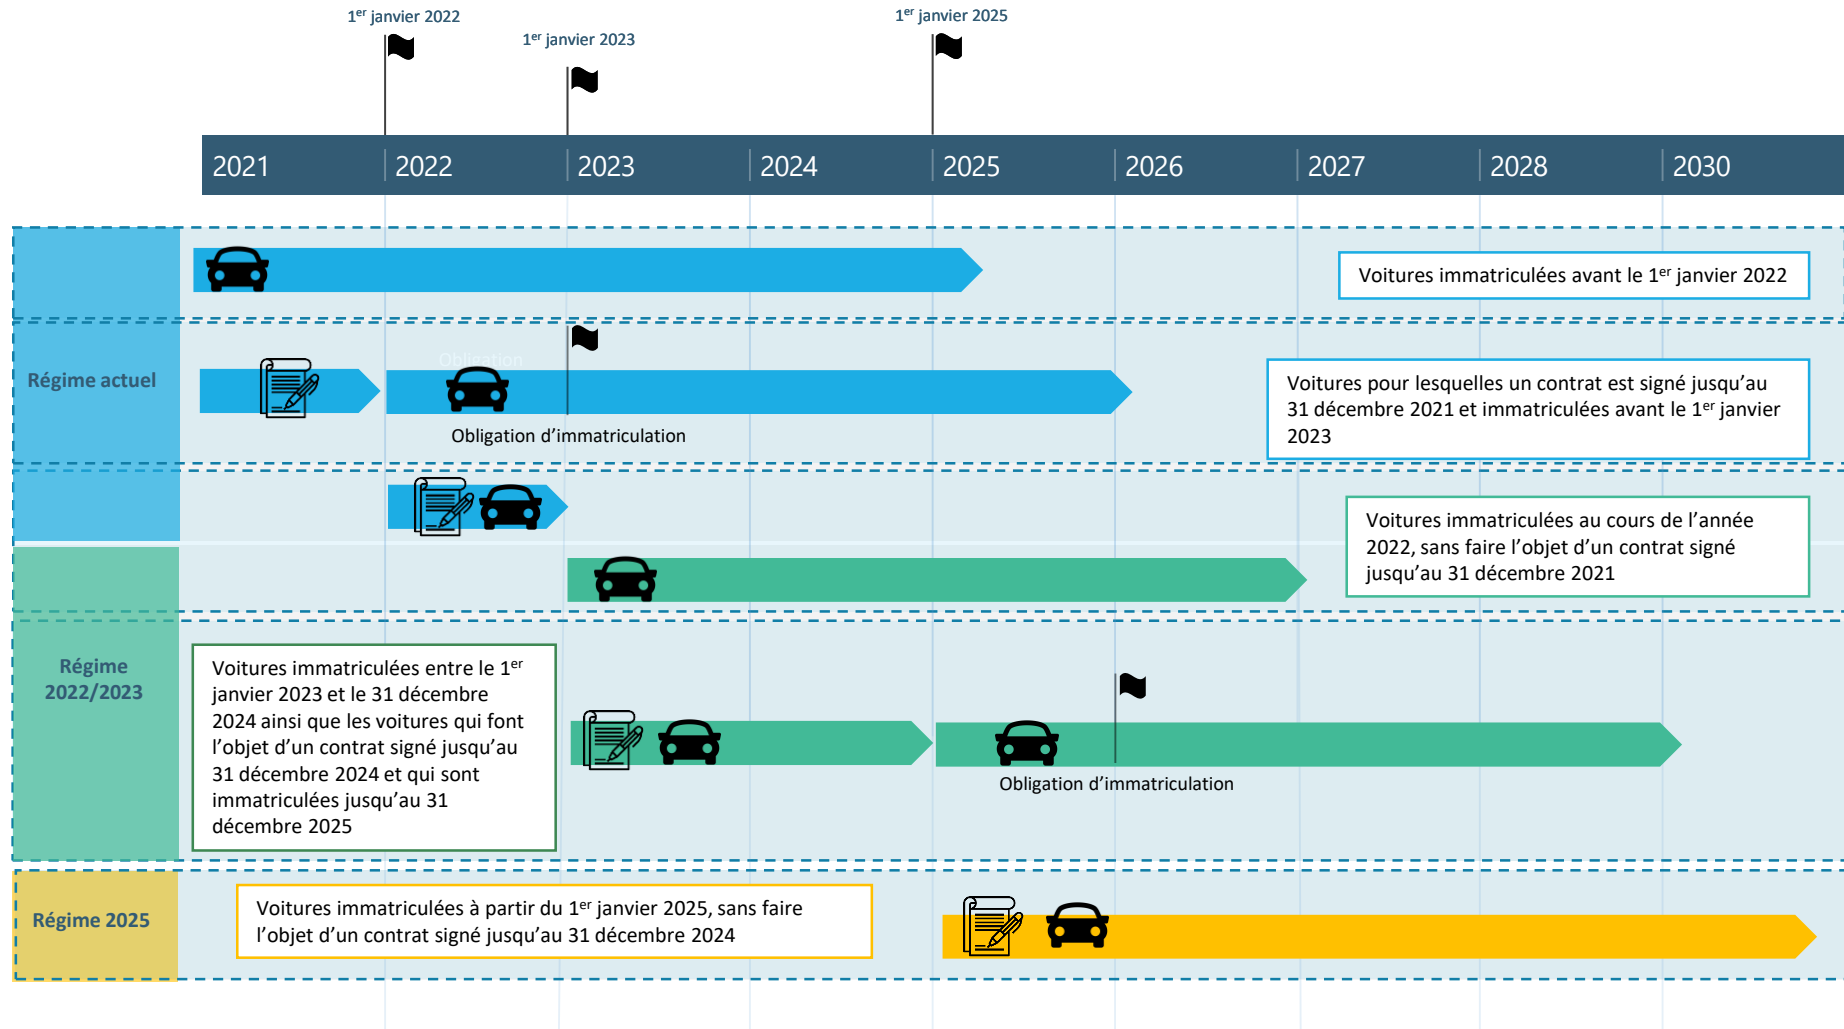 1er janvier 2022
1er janvier 2023
1er janvier 2025
2021 2022 2023 2024 2025 2026 2027 2028 2030
Voitures immatriculées avant le 1er janvier 2022
Régime actuel
Obligation
Obligation d’immatriculation
Voitures pour lesquelles un contrat est signé jusqu’au
31 décembre 2021 et immatriculées avant le 1er janvier
2023
Voitures immatriculées au cours de l’année
2022, sans faire l’objet d’un contrat signé
jusqu’au 31 décembre 2021
Régime
2022/2023
Voitures immatriculées entre le 1er
janvier 2023 et le 31 décembre
2024 ainsi que les voitures qui font
l’objet d’un contrat signé jusqu’au
31 décembre 2024 et qui sont
immatriculées jusqu’au 31
décembre 2025
Obligation d’immatriculation
Régime 2025
Voitures immatriculées à partir du 1er janvier 2025, sans faire
l’objet d’un contrat signé jusqu’au 31 décembre 2024